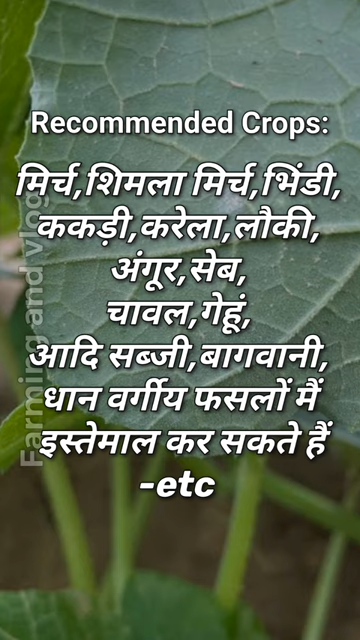 Recommended Crops:
मिर्च,शिमला मिर्च,भिंडी,
ककड़ी,करेला,लौकी,
अंगूर,सेब,
चावल,गेहूं,
आदि सब्जी,बागवानी,
धान वर्गीय फसलों मैं
इस्तेमाल कर सकते हैं
-etc
Farming and vlog